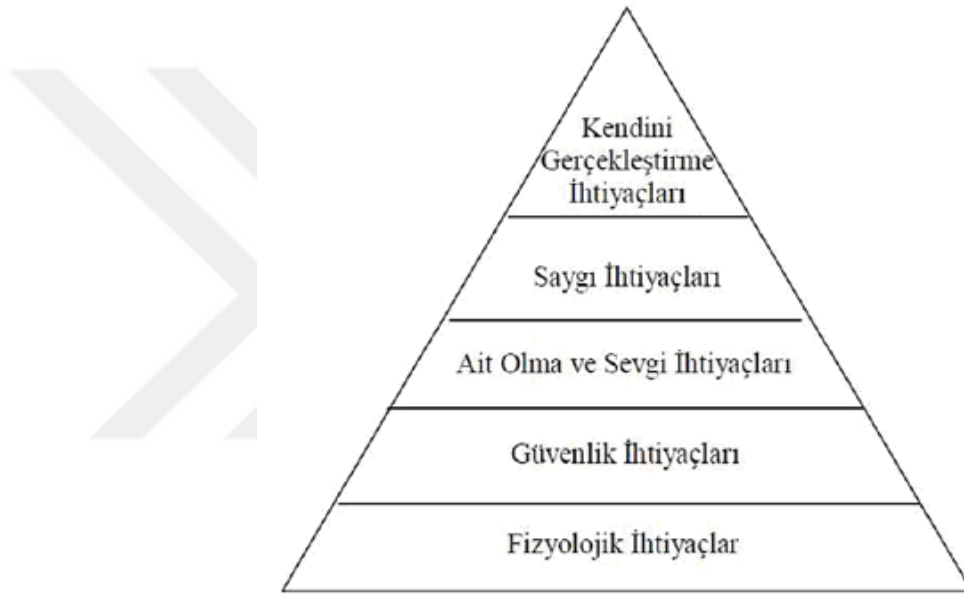 Kendini
Gerçekleştirme
İhtiyaçları
Saygı İhtiyaçları
Ait Olma ve Sevgi İhtiyaçları
Güvenlik İhtiyaçları
Fizyolojik İhtiyaçlar